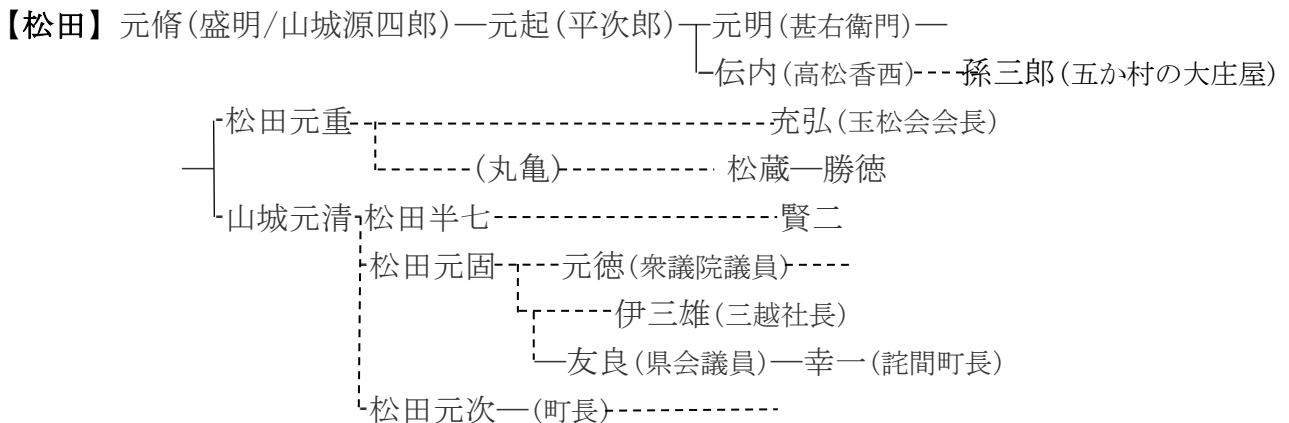 【松田】元脩(盛明/山城源四郎)―元起(平次郎)―元明(甚右衛門)―
伝内(高松香西)----孫三郎(五か村の大庄屋)
松田元重------充弘(玉松会会長)
------(丸亀)------松蔵―勝徳
山城元清 松田半七------賢二
松田元固------元徳(衆議院議員)----
------伊三雄(三越社長)
―友良(県会議員)―幸一(詫間町長)
松田元次―(町長)------